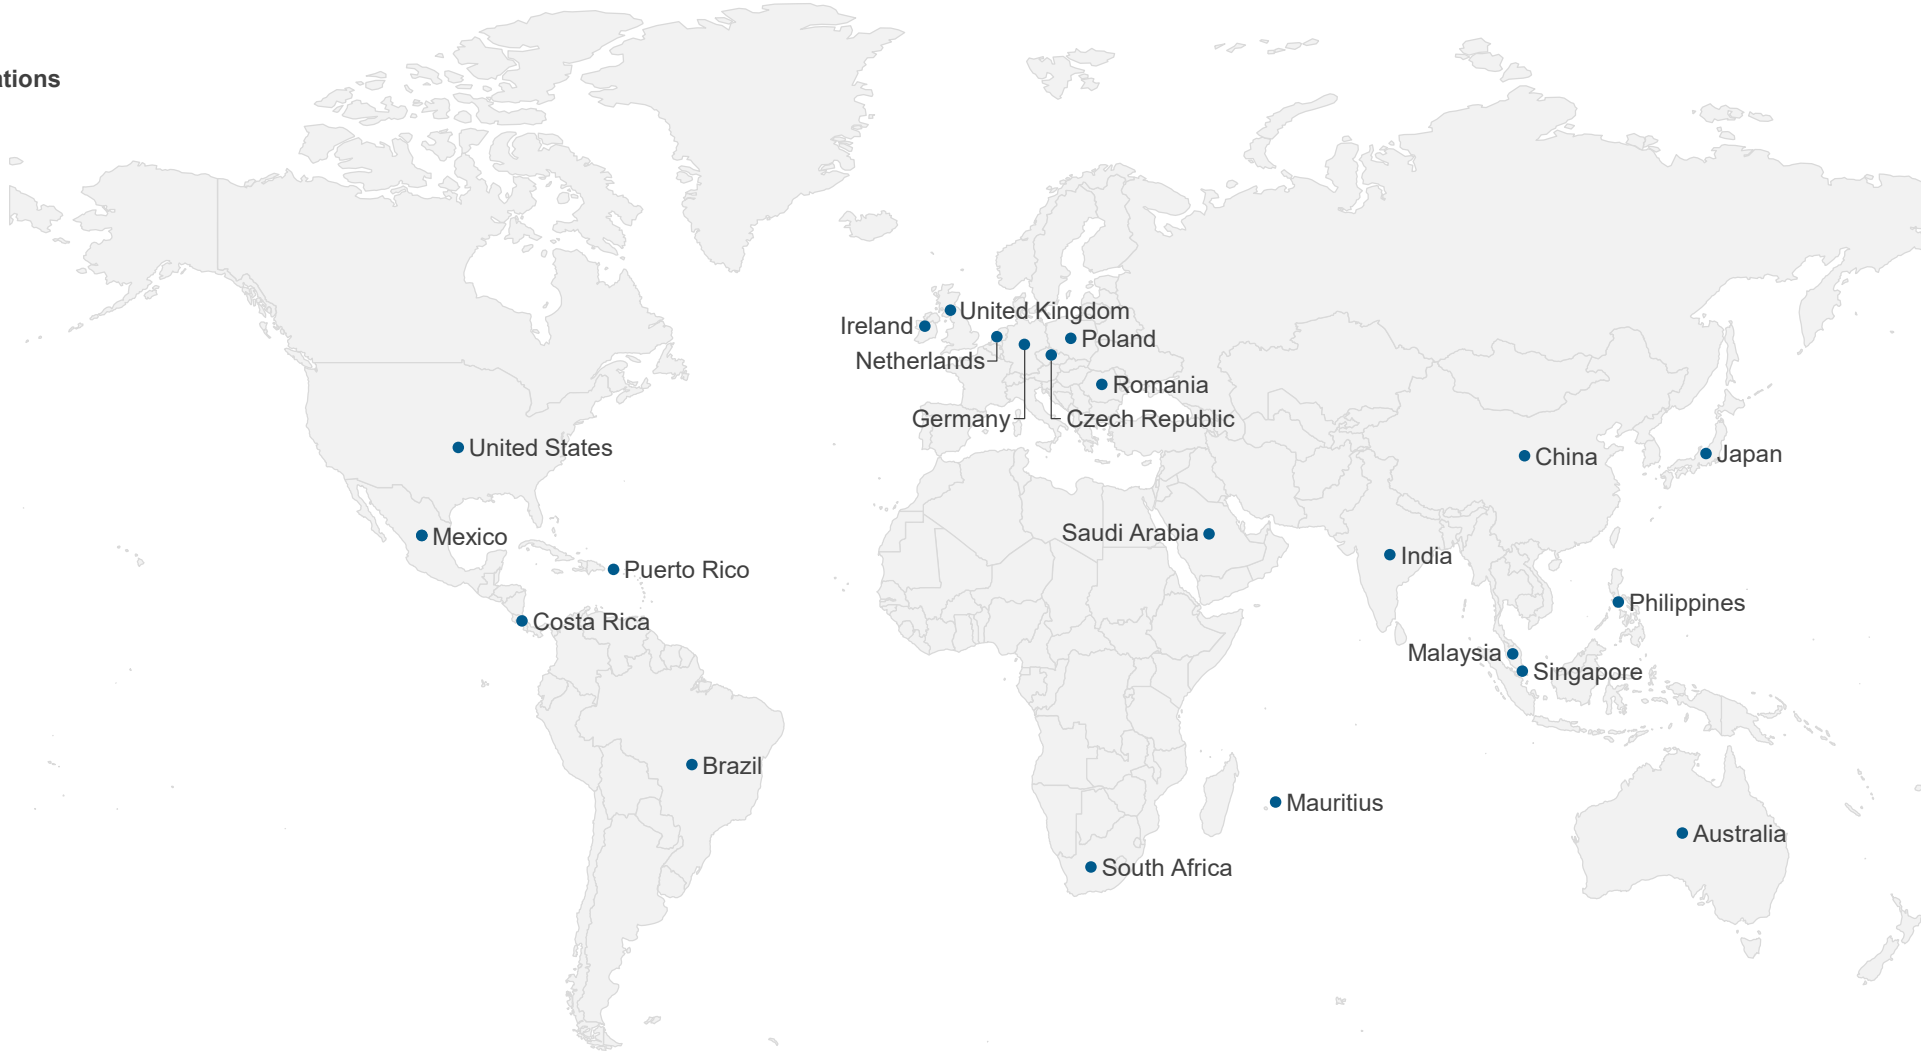 ations
United Kingdom
Ireland
Poland
Netherlands
Romania
Germany
Czech Republic
United States
China
Japan
Mexico
Saudi Arabia
India
Puerto Rico
Philippines
Costa Rica
Malaysia
Singapore
Brazil
Mauritius
Australia
South Africa